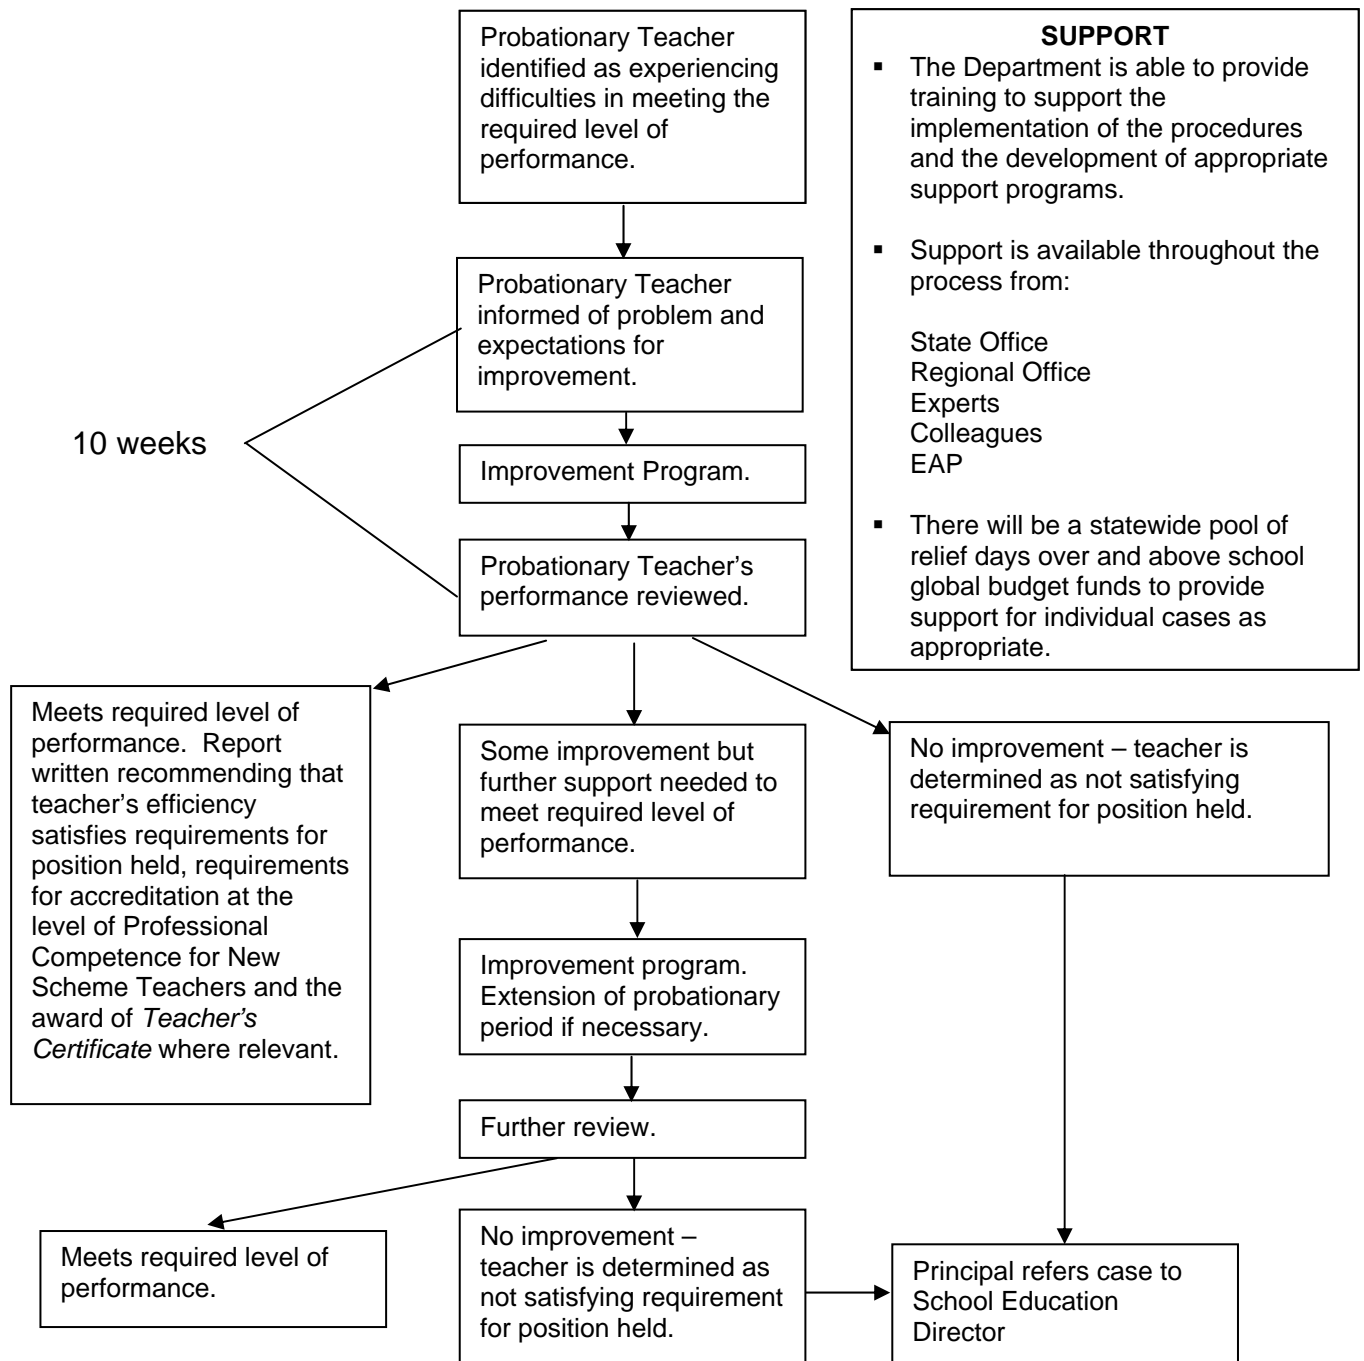 Probationary Teacher
identified as experiencing
difficulties in meeting the
required level of
performance.
SUPPORT
▪ The Department is able to provide
training to support the
implementation of the procedures
and the development of appropriate
support programs.
▪ Support is available throughout the
process from:
State Office
Regional Office
Experts
Colleagues
EAP
▪ There will be a statewide pool of
relief days over and above school
global budget funds to provide
support for individual cases as
appropriate.
Probationary Teacher
informed of problem and
expectations for
improvement.
10 weeks
Improvement Program.
Probationary Teacher’s
performance reviewed.
Meets required level of
performance. Report
written recommending that
teacher’s efficiency
satisfies requirements for
position held, requirements
for accreditation at the
level of Professional
Competence for New
Scheme Teachers and the
award of Teacher’s
Certificate where relevant.
Some improvement but
further support needed to
meet required level of
performance.
No improvement – teacher is
determined as not satisfying
requirement for position held.
Improvement program.
Extension of probationary
period if necessary.
Further review.
Meets required level of
performance.
No improvement –
teacher is determined as
not satisfying requirement
for position held.
Principal refers case to
School Education
Director